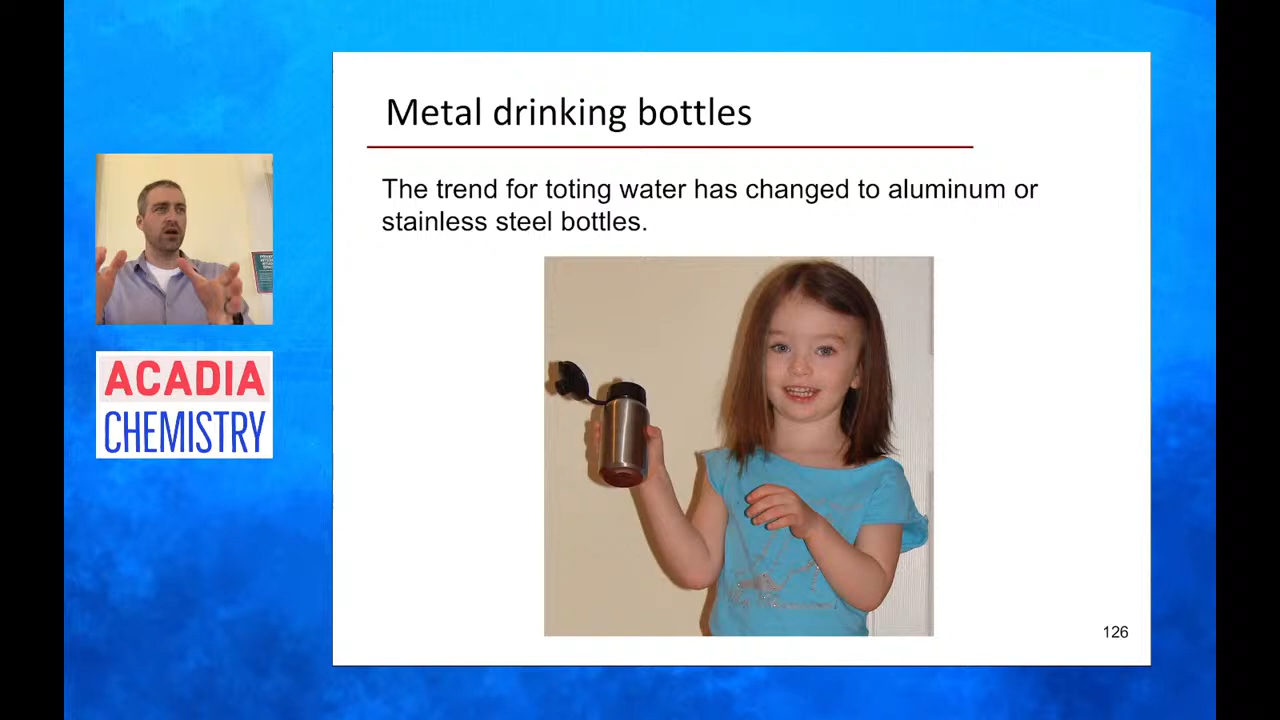 Metal drinking bottles
The trend for toting water has changed to aluminum or
stainless steel bottles.
ACADIA
CHEMISTRY
126